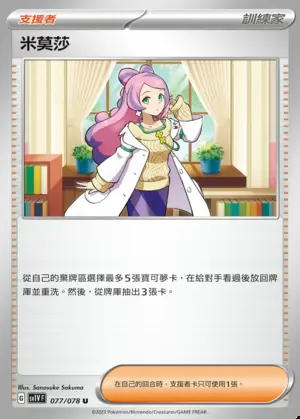 支援者
訓練家
米莫莎
從自己的棄牌區選擇最多5張寶可夢卡,在給對手看過後放回牌
庫並重洗。然後,從牌庫抽出3張卡。
Illus. Sanosuke Sakuma
在自己的回合時,支援者卡只可使用1張。
G SV1V F 077/078 U
©2023 Pokémon/Nintendo/Creatures/GAME FREAK.